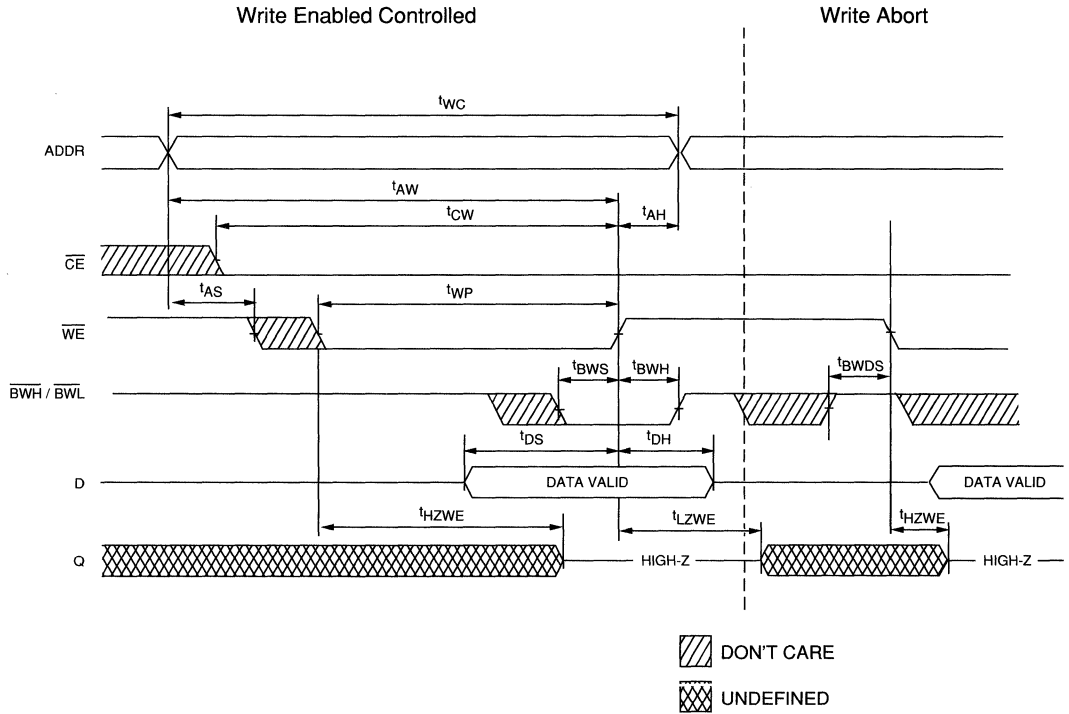 Write Enabled Controlled
Write Abort
tWC
ADDR
tAW
tCW
tAH
CE
tAS
tWP
WE
tBWS
tBWH
tBWDS
BWH / BWL
tDS
tDH
D
DATA VALID
DATA VALID
tHZWE
tLZWE
tHZWE
Q
HIGH-Z
HIGH-Z
DON'T CARE
UNDEFINED